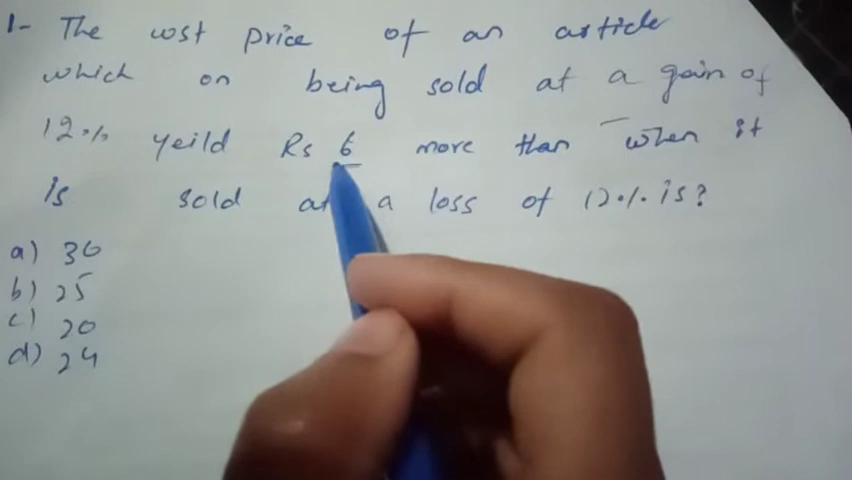 1- The cost price of an article
which on being sold at a gain of
12% yeild Rs 6 more than when it
is sold at a loss of 12% is?
a) 30
b) 25
c) 20
d) 24